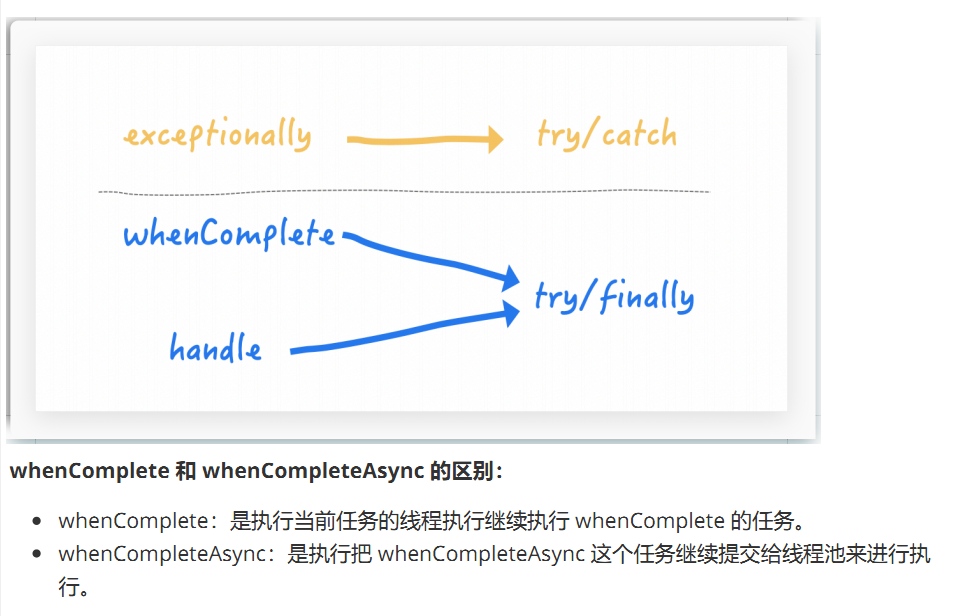 exceptionally try/catch
whenComplete
try/finally
handle
whenComplete 和 whenCompleteAsync 的区别：
whenComplete：是执行当前任务的线程执行继续执行 whenComplete 的任务。
whenCompleteAsync：是执行把 whenCompleteAsync 这个任务继续提交给线程池来进行执
行。